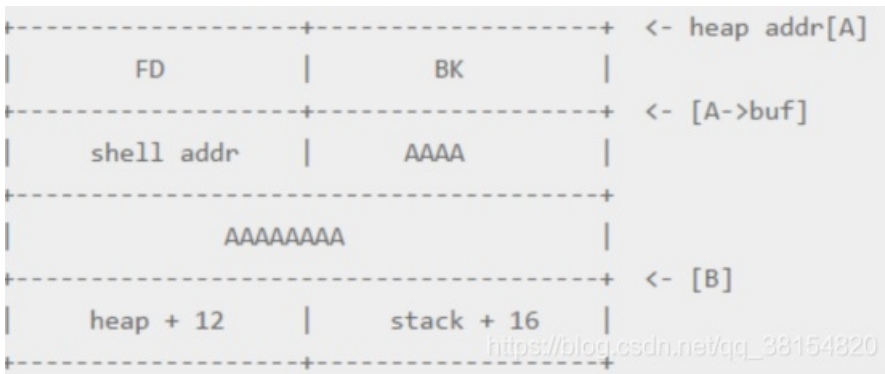 +-------------------+-------------------+ <- heap addr[A]
| FD | BK |
+-------------------+-------------------+ <- [A->buf]
| shell addr | AAAA |
+---------------------------------------+
| AAAAAAAA |
+---------------------------------------+ <- [B]
| heap + 12 | stack + 16 |
https://blog.csdn.net/qq_38154820
+-------------------+-------------------+